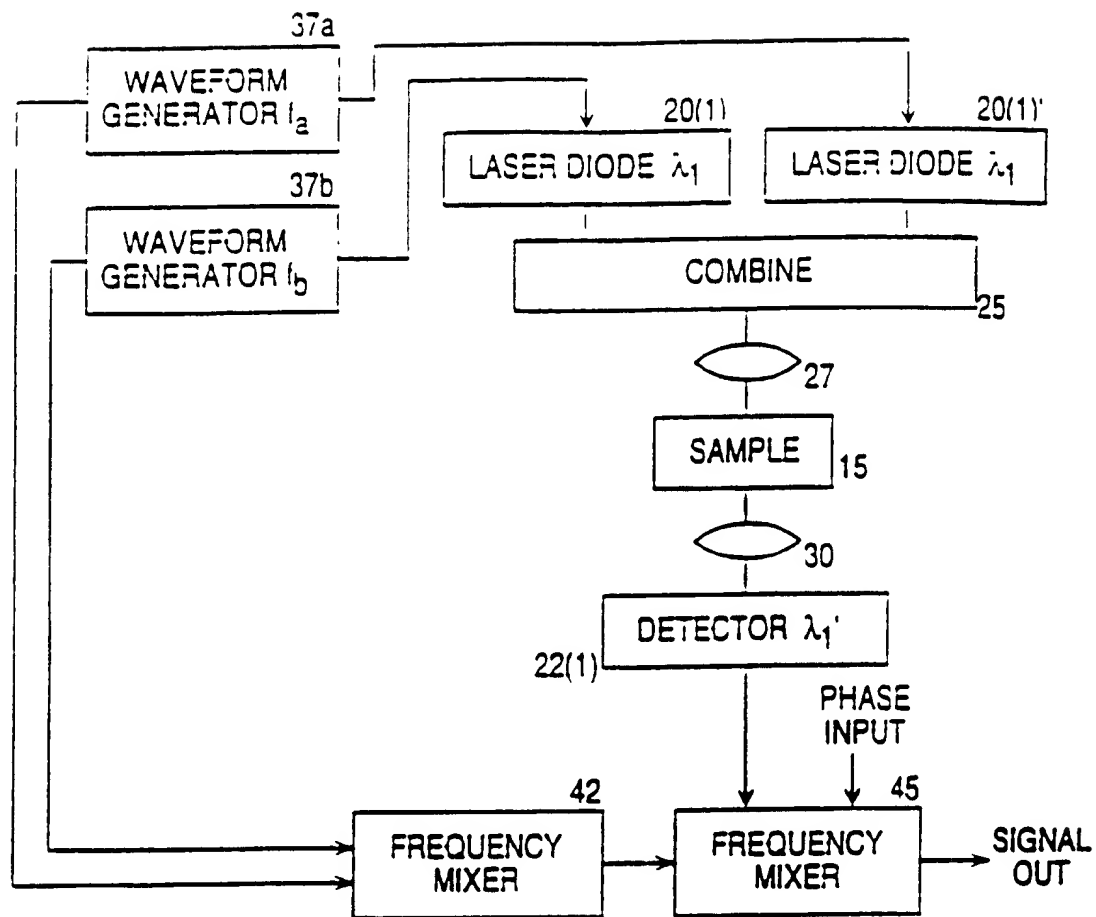 37a
WAVEFORM
GENERATOR fa
20(1)
20(1)'
LASER DIODE λ1
LASER DIODE λ1
37b
WAVEFORM
GENERATOR fb
COMBINE
25
27
SAMPLE
15
30
DETECTOR λ1'
22(1)
PHASE
INPUT
42
45
FREQUENCY
MIXER
FREQUENCY
MIXER
SIGNAL
OUT